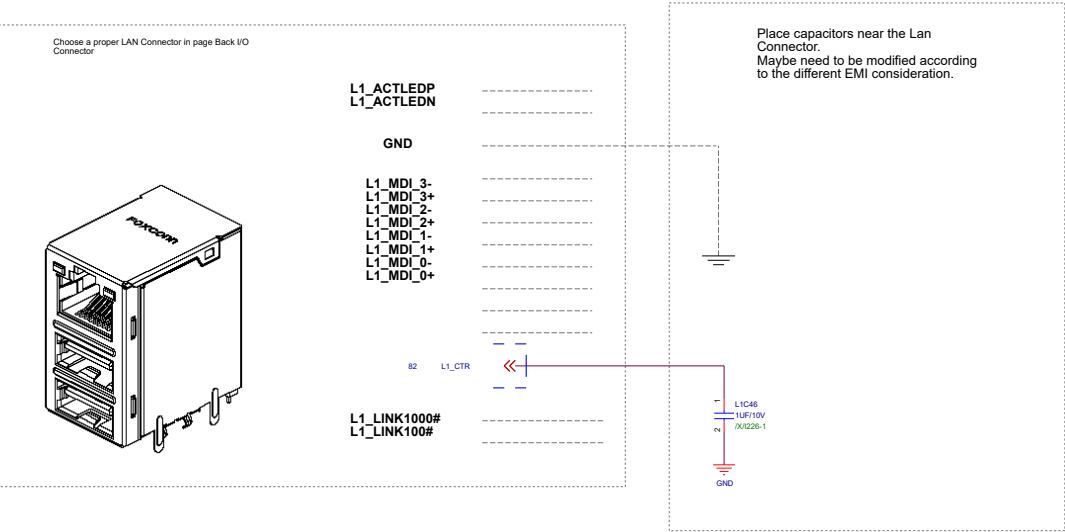 Choose a proper LAN Connector in page Back I/O
Connector
Place capacitors near the Lan
Connector.
Maybe need to be modified according
to the different EMI consideration.
L1_ACTLEDP
L1_ACTLEDN
GND
L1_MDI_3-
L1_MDI_3+
L1_MDI_2-
L1_MDI_2+
L1_MDI_1-
L1_MDI_1+
L1_MDI_0-
L1_MDI_0+
FOXCONN
82 L1_CTR
1
L1C46
1UF/10V
/X/I226-1
2
GND
L1_LINK1000#
L1_LINK100#